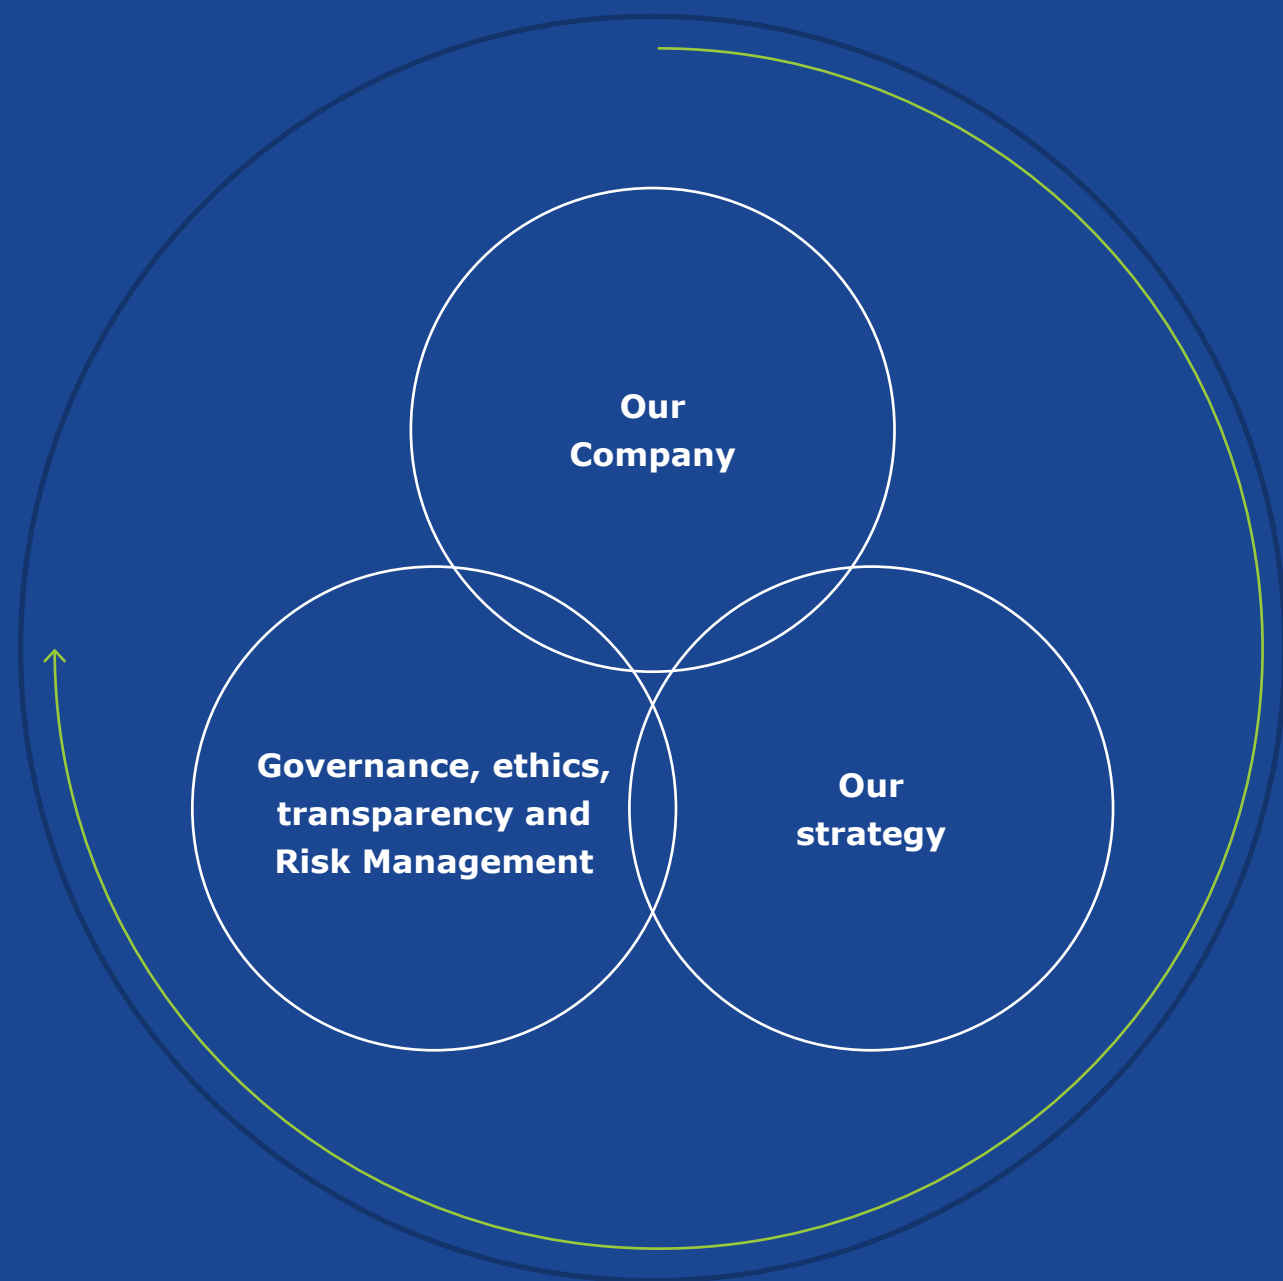 Our
Company
Governance, ethics,
transparency and
Risk Management
Our
strategy